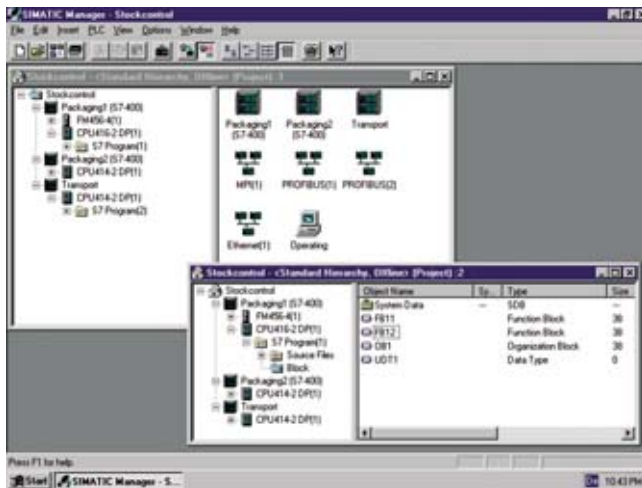 SIMATIC Manager - Stockcontrol
File Edit Insert PLC View Options Window Help
Stockcontrol - <Standard Hierarchy, Offline> (Project) :1
Stockcontrol
Packaging1 (S7-400)
FM456-4(1)
CPU416-2 DP(1)
S7 Program(1)
Packaging2 (S7-400)
CPU414-2 DP(1)
Transport
CPU414-2 DP(1)
S7 Program(2)
Packaging1 (S7-400)
Packaging2 (S7-400)
Transport
MPI(1) PROFIBUS(1) PROFIBUS(2)
Ethernet(1) Operating
Stockcontrol - <Standard Hierarchy, Offline> (Project) :2
Stockcontrol
Packaging1 (S7-400)
FM456-4(1)
CPU416-2 DP(1)
S7 Program(1)
Source Files
Block
Packaging2 (S7-400)
CPU414-2 DP(1)
Transport
CPU414-2 DP(1)
Object Name Sy... Type Size
System Data -- SDB --
FB11 Function Block 38
FB12 Function Block 38
OB1 Organization Block 38
UDT1 Data Type 0
Press F1 for help.
Start SIMATIC Manager - S... De 10:43 PM